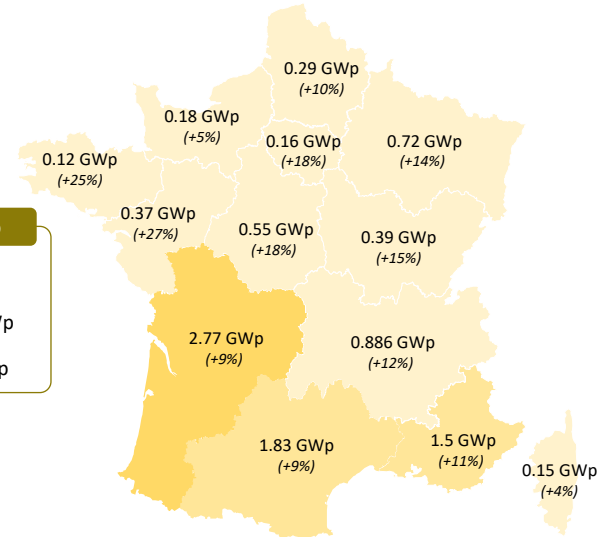 0.29 GWp
(+10%)
0.18 GWp
(+5%)
0.16 GWp
(+18%)
0.72 GWp
(+14%)
0.12 GWp
(+25%)
0.37 GWp
(+27%)
0.55 GWp
(+18%)
0.39 GWp
(+15%)
2.77 GWp
(+9%)
0.886 GWp
(+12%)
1.83 GWp
(+9%)
1.5 GWp
(+11%)
0.15 GWp
(+4%)